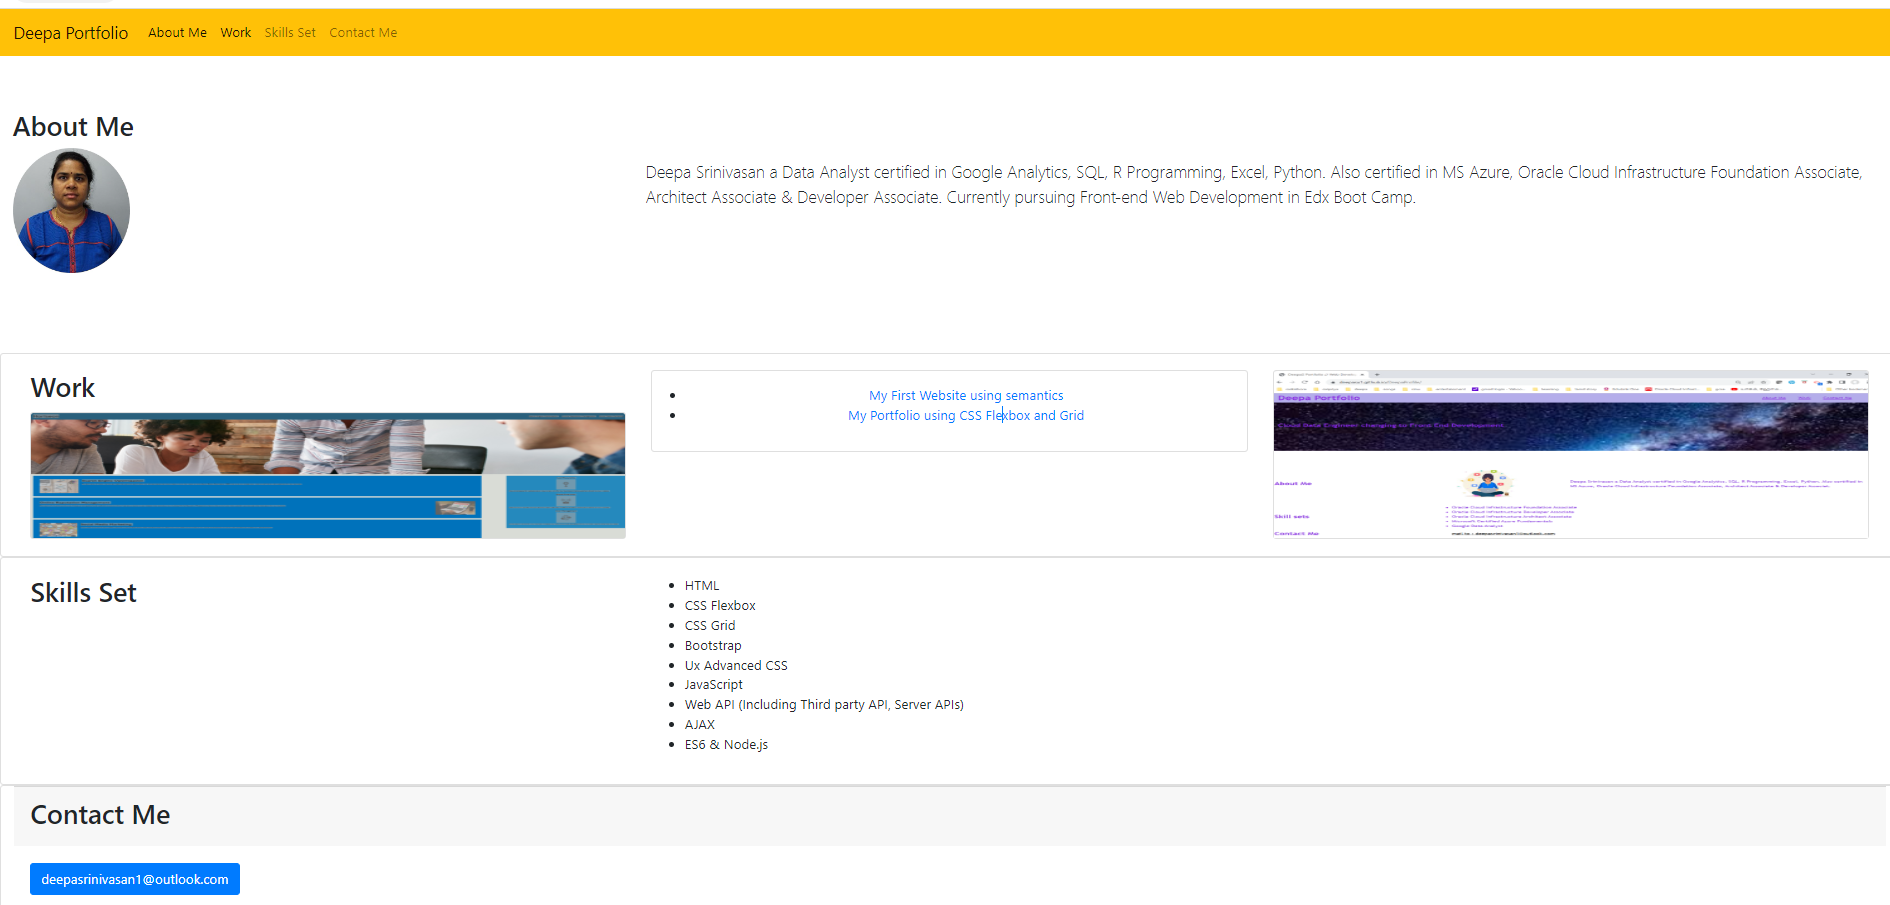 Deepa Portfolio About Me Work Skills Set Contact Me
About Me
Deepa Srinivasan a Data Analyst certified in Google Analytics, SQL, R Programming, Excel, Python. Also certified in MS Azure, Oracle Cloud Infrastructure Foundation Associate,
Architect Associate & Developer Associate. Currently pursuing Front-end Web Development in Edx Boot Camp.
Work
My First Website using semantics
My Portfolio using CSS Flexbox and Grid
Deepa Portfolio
About Me
Skill sets
Contact Me
Skills Set
HTML
CSS Flexbox
CSS Grid
Bootstrap
Ux Advanced CSS
JavaScript
Web API (Including Third party API, Server APIs)
AJAX
ES6 & Node.js
Contact Me
deepasrinivasan1@outlook.com